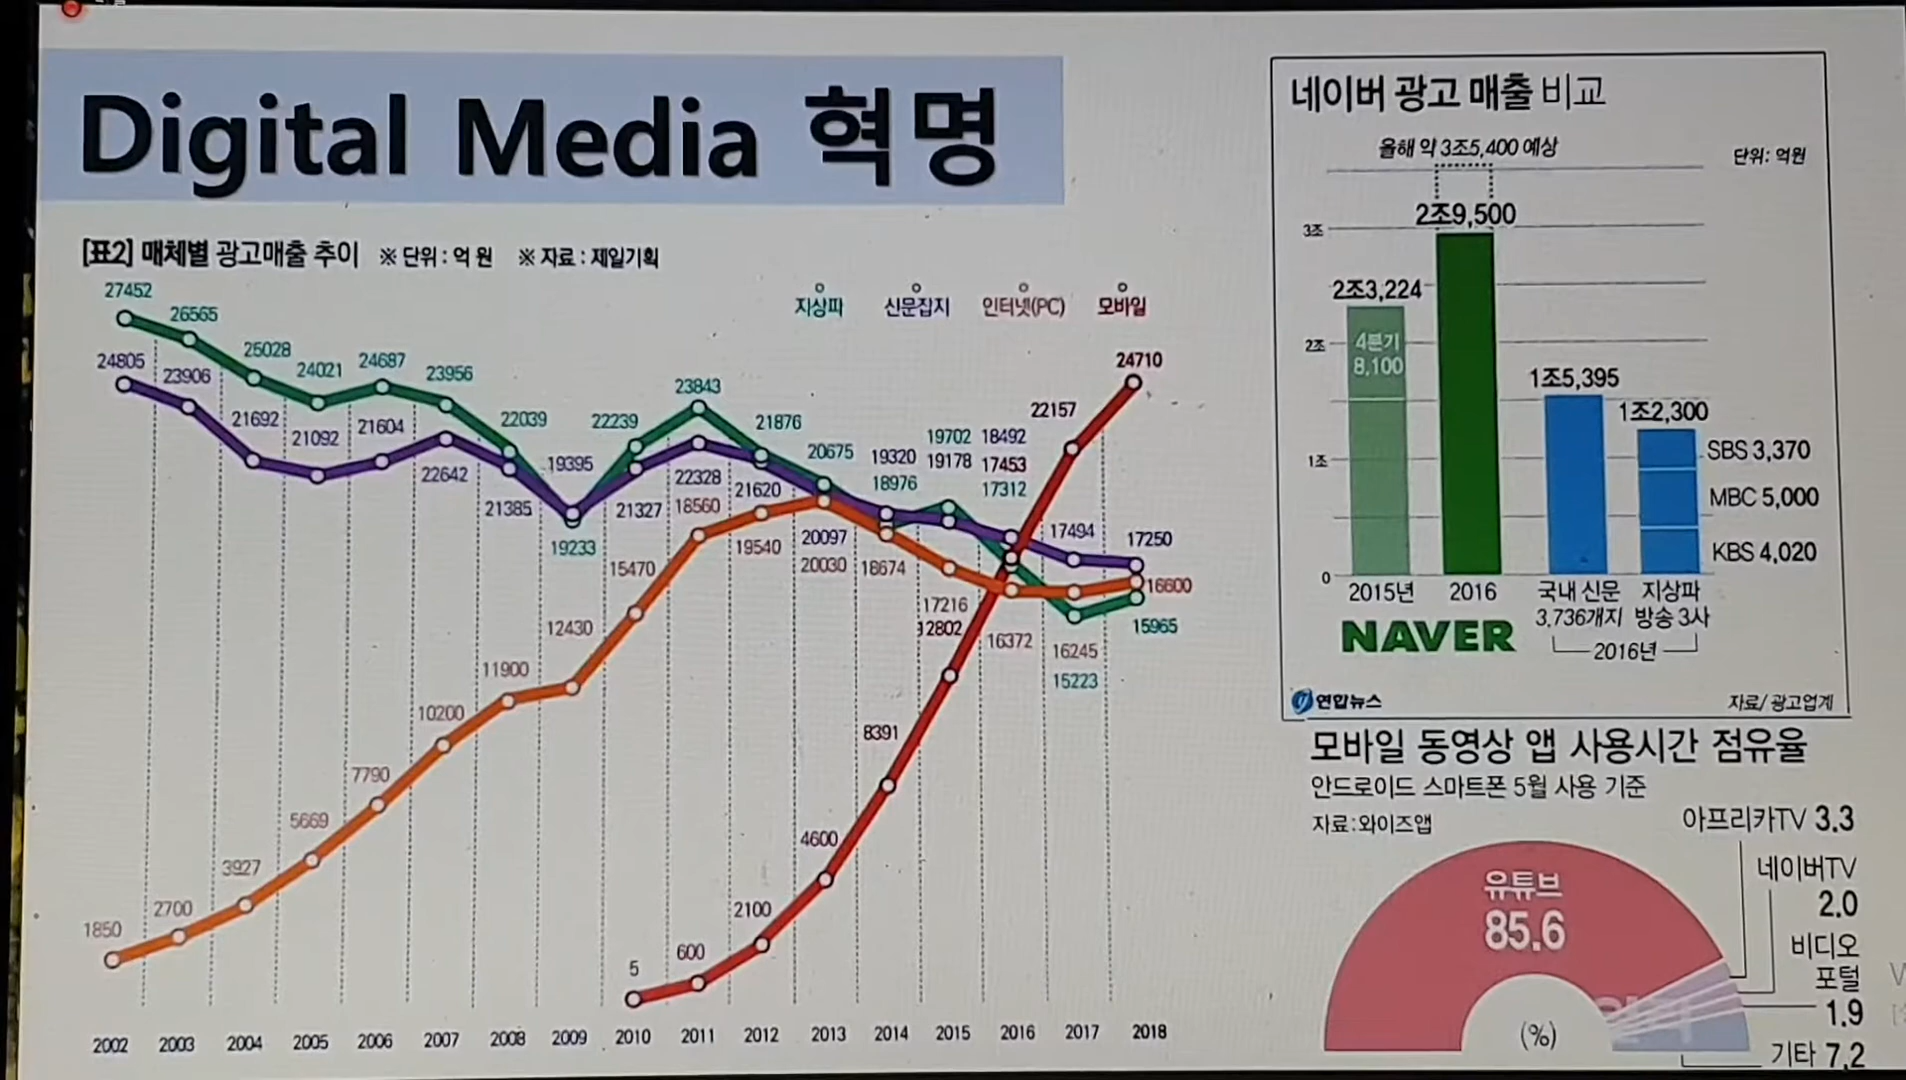 Digital Media 혁명
[표2] 매체별 광고매출 추이 ※ 단위 : 억 원 ※ 자료 : 제일기획
지상파 신문잡지 인터넷(PC) 모바일
27452
26565
25028
24021
24687
23956
22039
19233
22239
23843
21876
20675
18976
19702
17312
15223
15965
24805
23906
21692
21092
21604
22642
21385
19395
21327
22328
21620
20097
19320
19178
18492
17494
17250
1850
2700
3927
5669
7790
10200
11900
12430
15470
18560
19540
20030
18674
17216
16372
16245
16600
5
600
2100
4600
8391
12802
17453
22157
24710
2002 2003 2004 2005 2006 2007 2008 2009 2010 2011 2012 2013 2014 2015 2016 2017 2018
네이버 광고 매출 비교
올해 약 3조5,400 예상
단위: 억원
3조
2조
1조
0
2조3,224
4분기
8,100
2조9,500
1조5,395
1조2,300
SBS 3,370
MBC 5,000
KBS 4,020
2015년 2016 국내 신문 지상파
3,736개지 방송 3사
NAVER
2016년
연합뉴스
자료/ 광고업계
모바일 동영상 앱 사용시간 점유율
안드로이드 스마트폰 5월 사용 기준
자료:와이즈앱
아프리카TV 3.3
네이버TV
2.0
비디오
포털
1.9
기타 7.2
유튜브
85.6
(%)